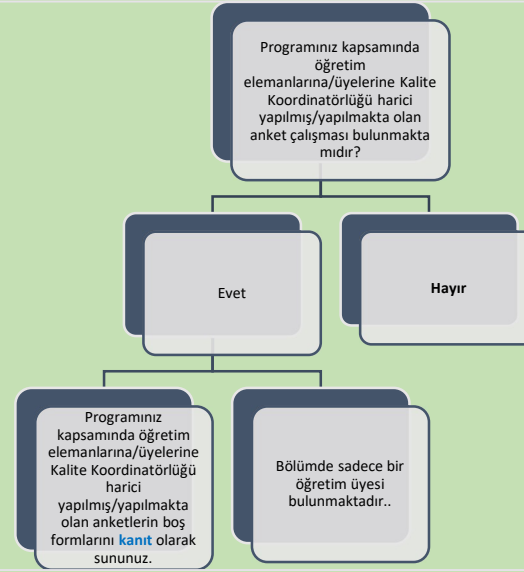 Programınız kapsamında
öğretim
elemanlarına/üyelerine Kalite
Koordinatörlüğü harici
yapılmış/yapılmakta olan
anket çalışması bulunmakta
mıdır?
Evet
Hayır
Programınız
kapsamında öğretim
elemanlarına/üyelerine
Kalite Koordinatörlüğü
harici
yapılmış/yapılmakta
olan anketlerin boş
formlarını kanıt olarak
sununuz.
Bölümde sadece bir
öğretim üyesi
bulunmaktadır..